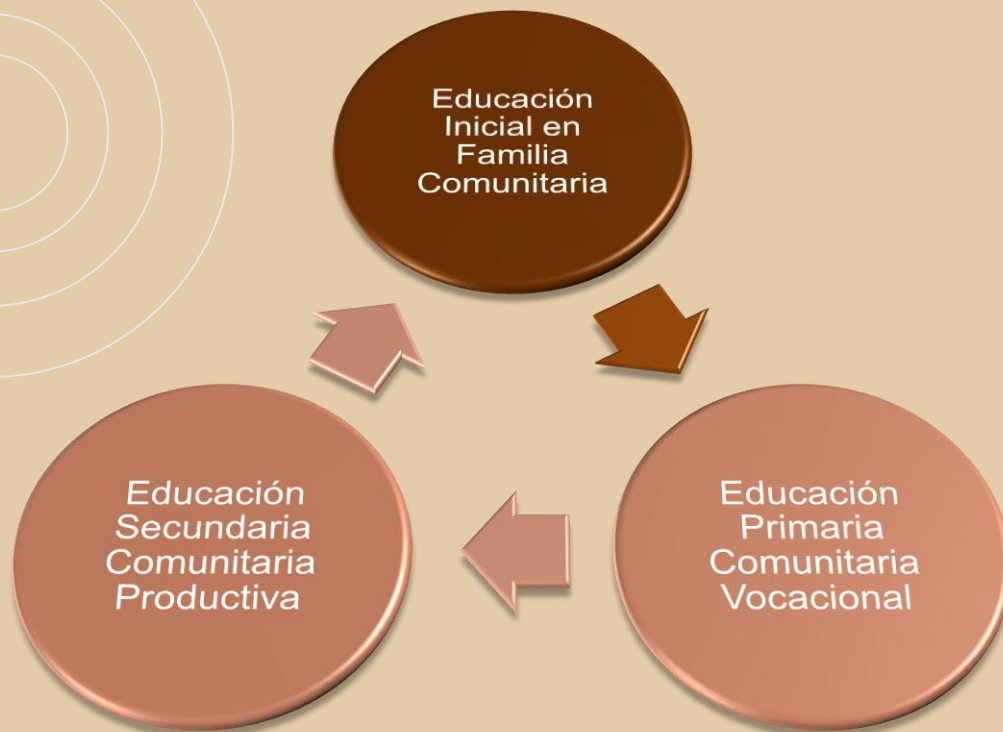 Educación
Inicial en
Familia
Comunitaria
Educación
Primaria
Comunitaria
Vocacional
Educación
Secundaria
Comunitaria
Productiva